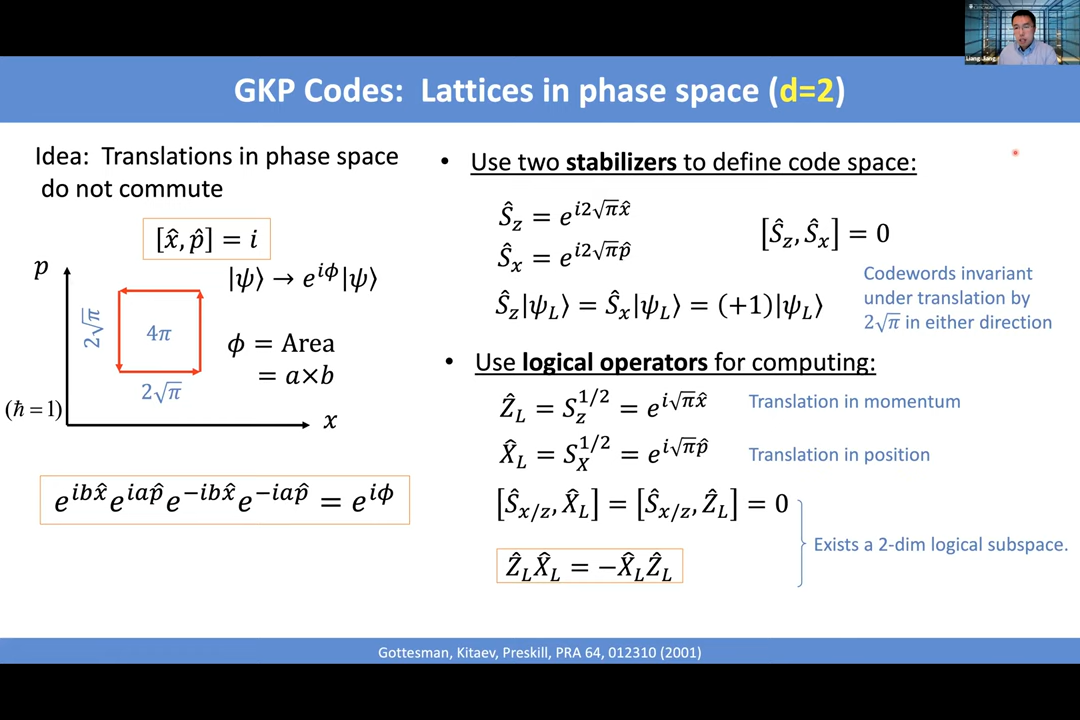 Liang Jiang
GKP Codes: Lattices in phase space (d=2)
Idea: Translations in phase space
do not commute
[x̂, p̂] = i
|ψ⟩ → e^{iϕ}|ψ⟩
p
2√π
4π
2√π
ϕ = Area
= a×b
(ħ = 1)
x
e^{ibx̂}e^{iap̂}e^{−ibx̂}e^{−iap̂} = e^{iϕ}
• Use two stabilizers to define code space:
Ŝ_z = e^{i2√πx̂}
Ŝ_x = e^{i2√πp̂}
[Ŝ_z, Ŝ_x] = 0
Ŝ_z|ψ_L⟩ = Ŝ_x|ψ_L⟩ = (+1)|ψ_L⟩
Codewords invariant
under translation by
2√π in either direction
• Use logical operators for computing:
Ẑ_L = S_z^{1/2} = e^{i√πx̂} Translation in momentum
X̂_L = S_X^{1/2} = e^{i√πp̂} Translation in position
[Ŝ_{x/z}, X̂_L] = [Ŝ_{x/z}, Ẑ_L] = 0
Exists a 2-dim logical subspace.
Ẑ_L X̂_L = −X̂_L Ẑ_L
Gottesman, Kitaev, Preskill, PRA 64, 012310 (2001)